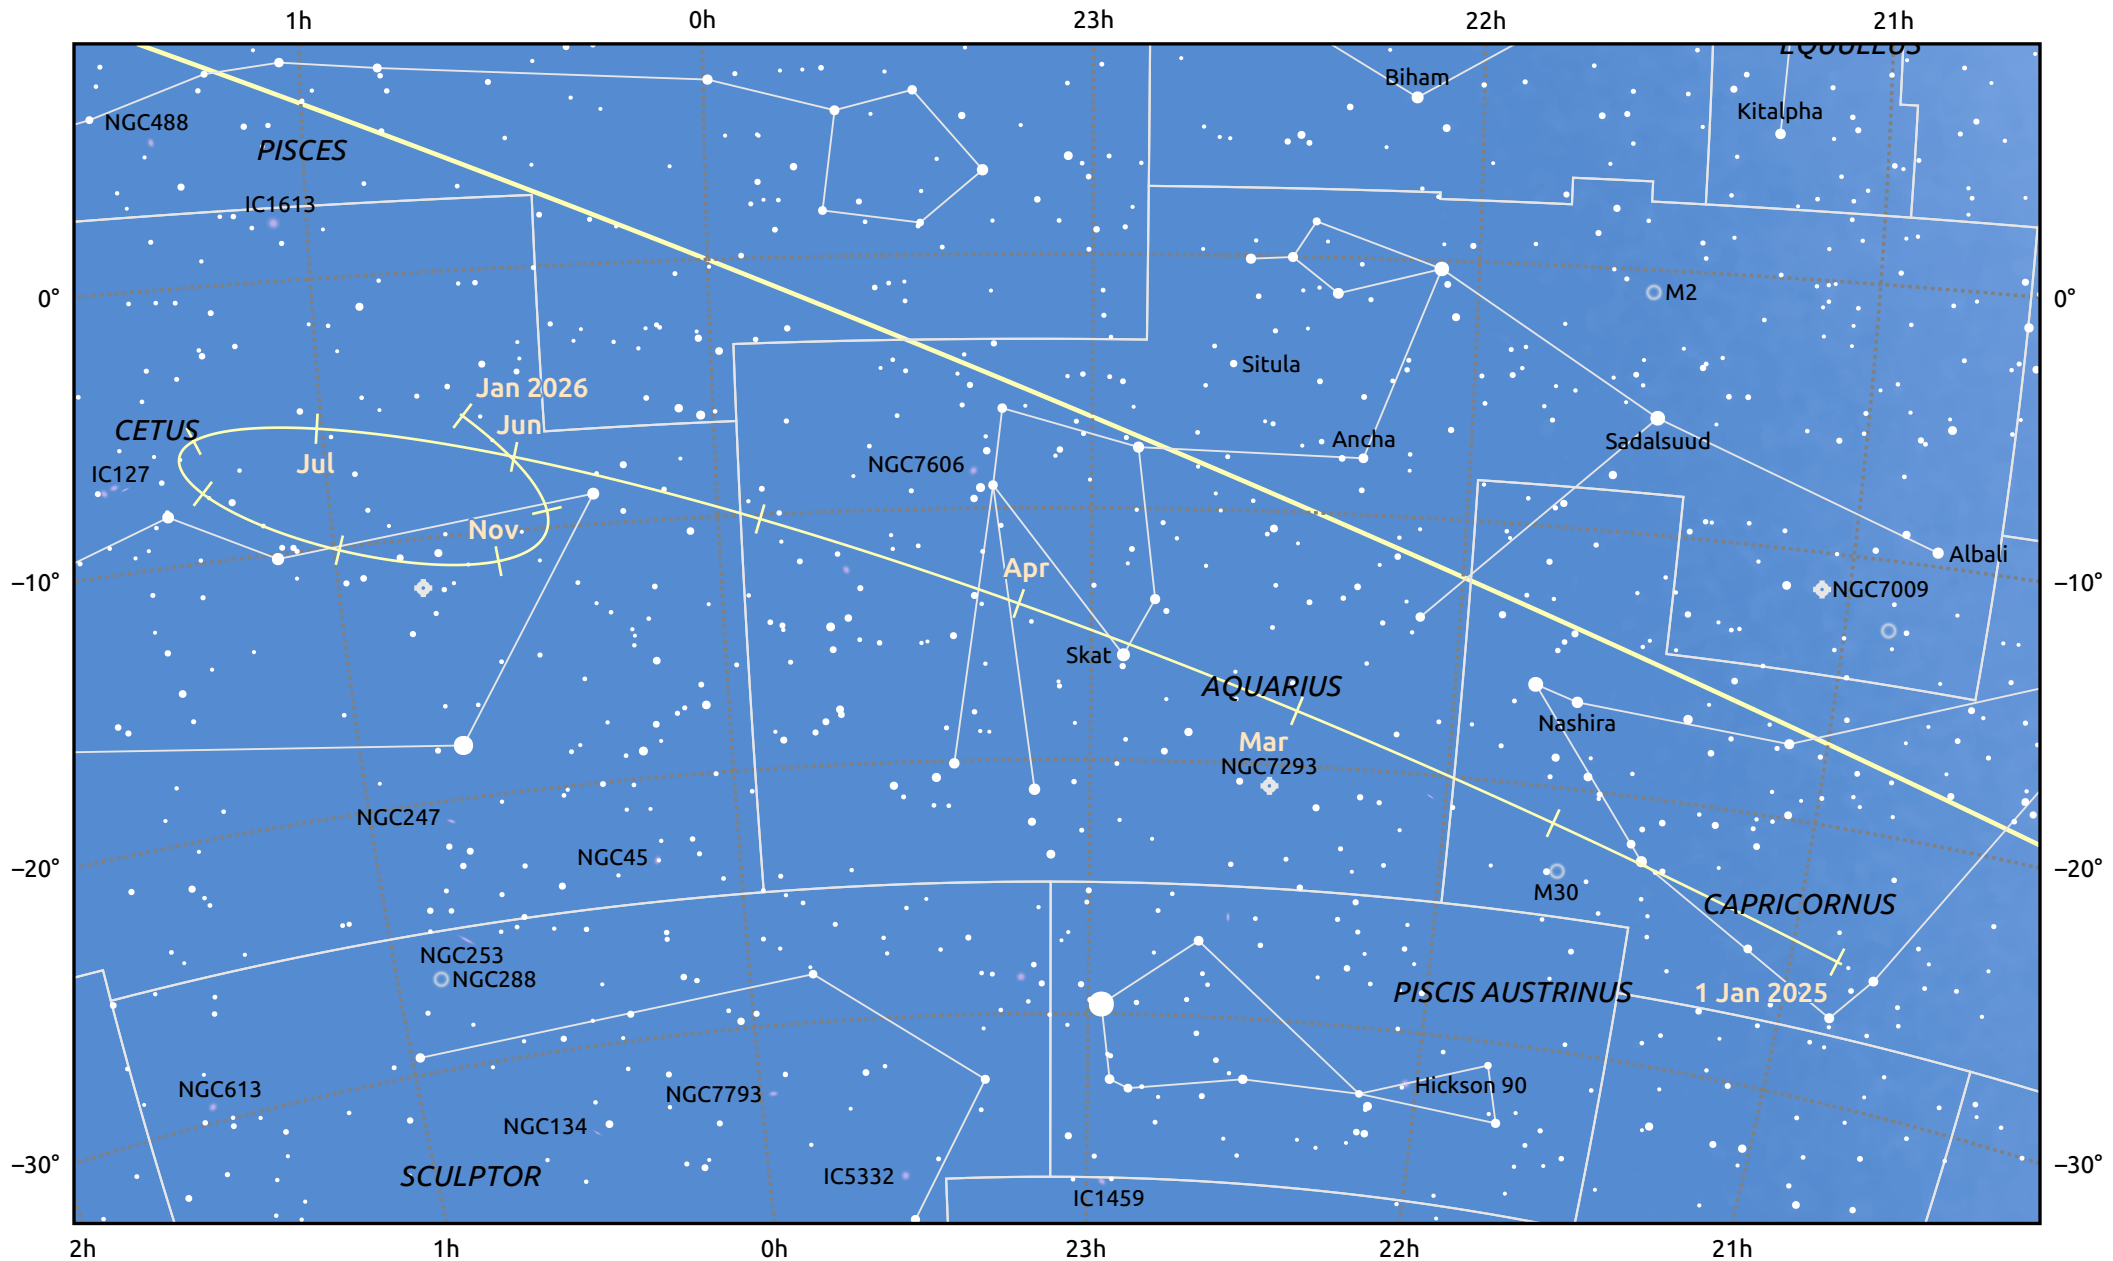 1h 0h 23h 22h 21h
EQUULEUS
Biham
Kitalpha
NGC488
PISCES
IC1613
0° M2 0°
Situla
Jan 2026
Jun
CETUS
Ancha
Sadalsuud
Jul
NGC7606
IC127
Nov
Albali
Apr
−10° NGC7009 −10°
Skat
AQUARIUS
Nashira
Mar
NGC7293
NGC247
NGC45
−20° −20°
M30
CAPRICORNUS
NGC253
NGC288
PISCIS AUSTRINUS
1 Jan 2025
NGC613
NGC7793
Hickson 90
NGC134
−30° −30°
SCULPTOR
IC5332
IC1459
2h 1h 0h 23h 22h 21h